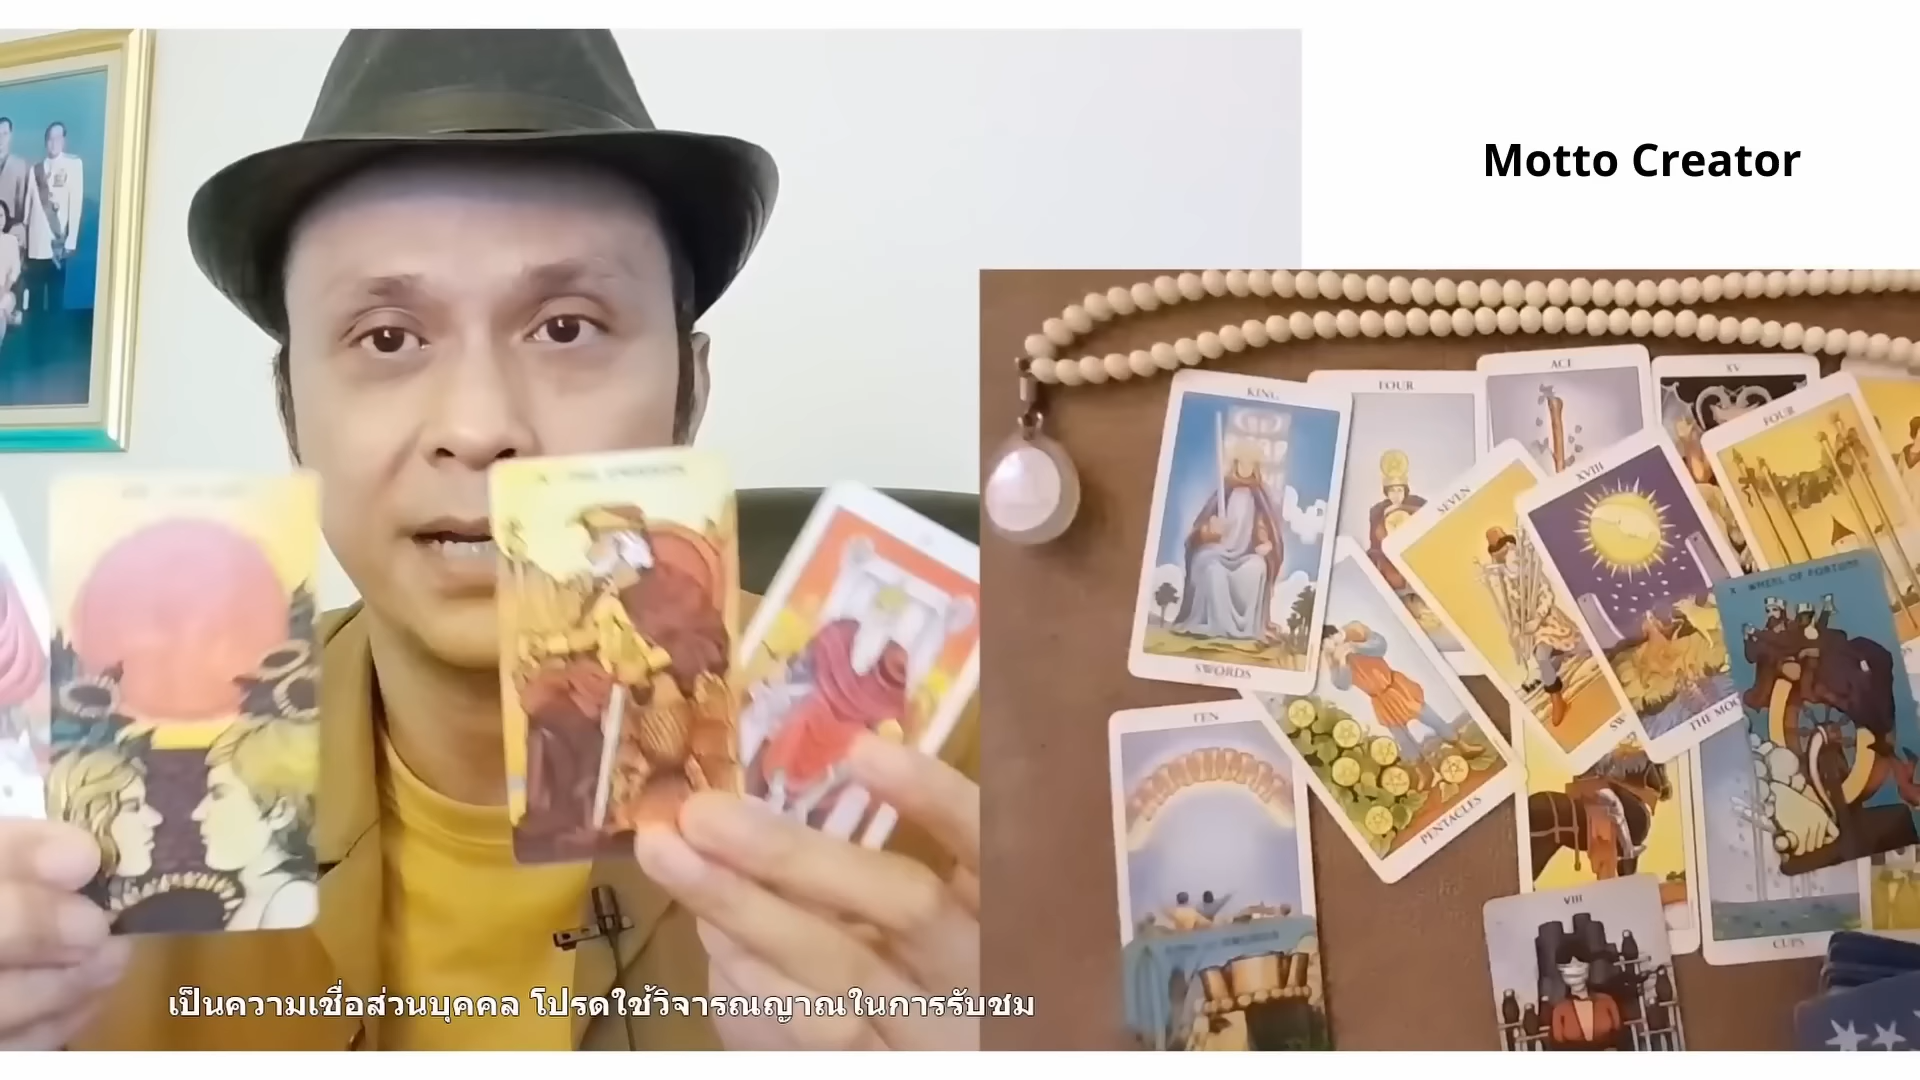 Motto Creator
KING
FOUR
ACE
XV
FOUR
SEVEN
XVIII
X WHEEL OF FORTUNE
SWORDS
THE MOO
TEN
PENTACLES
VIII
CUPS
เป็นความเชื่อส่วนบุคคล โปรดใช้วิจารณญาณในการรับชม